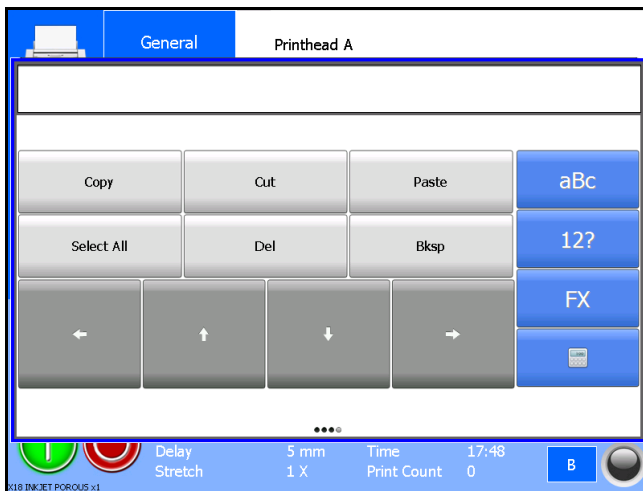 General Printhead A
Copy Cut Paste aBc
Select All Del Bksp 12?
FX
Delay 5 mm Time 17:48
Stretch 1 X Print Count 0
B
X18 INKJET POROUS x1